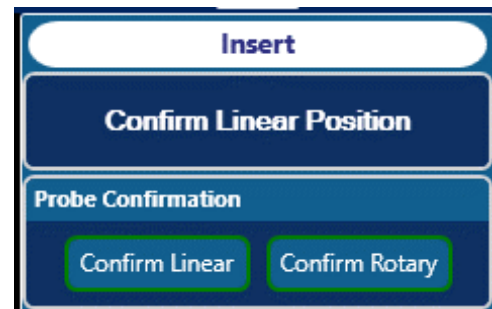 Insert
Confirm Linear Position
Probe Confirmation
Confirm Linear Confirm Rotary